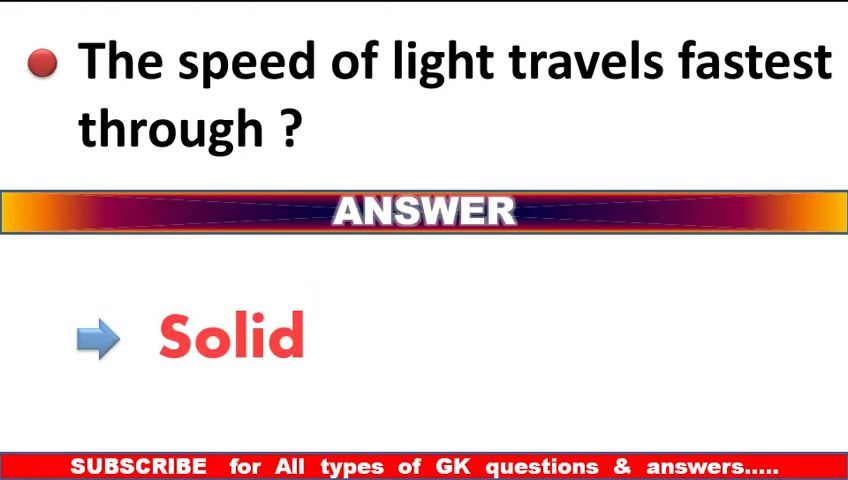 The speed of light travels fastest
through ?
ANSWER
Solid
SUBSCRIBE for All types of GK questions & answers.....